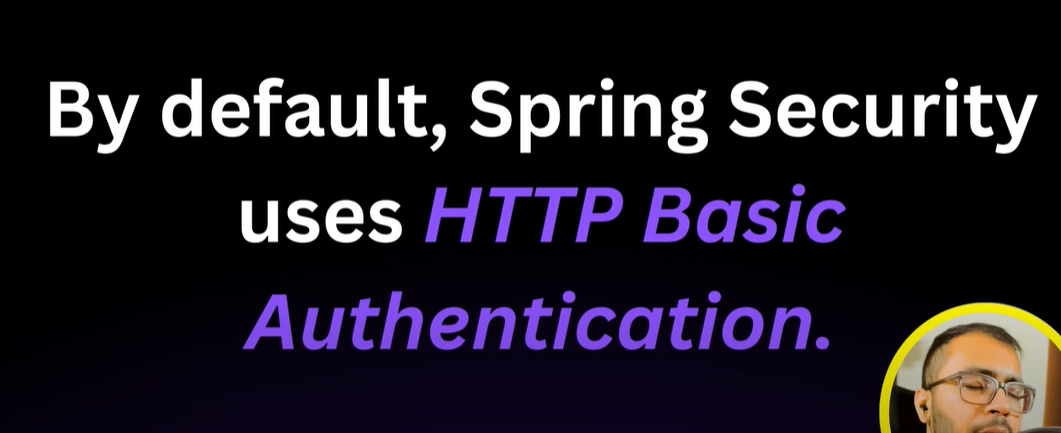 By default, Spring Security
uses HTTP Basic
Authentication.